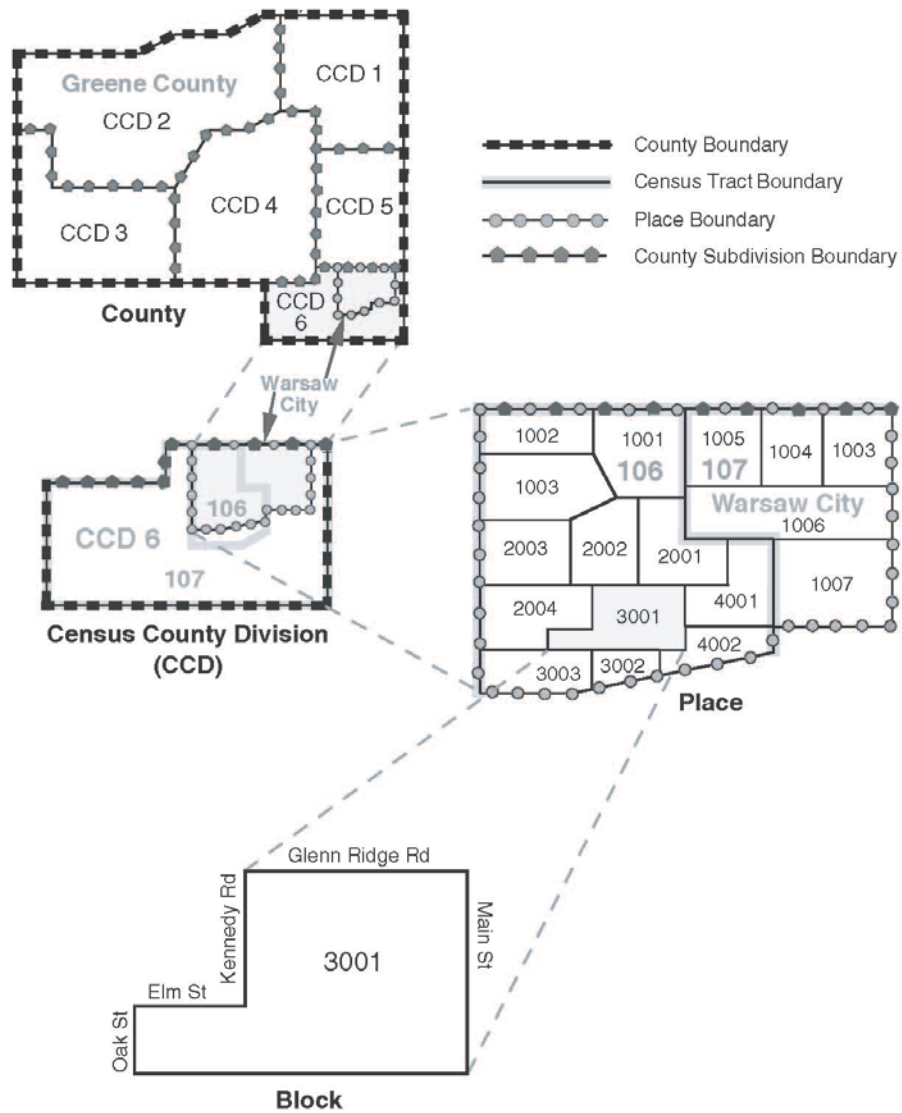 CCD 1
Greene County
CCD 2
CCD 4
CCD 5
CCD 3
CCD
6
County
County Boundary
Census Tract Boundary
Place Boundary
County Subdivision Boundary
Warsaw
City
106
CCD 6
107
Census County Division
(CCD)
1002
1001
1005
1004
1003
106
107
1003
Warsaw City
1006
2003
2002
2001
1007
2004
3001
4001
4002
3003
3002
Place
Glenn Ridge Rd
Kennedy Rd
Main St
3001
Elm St
Oak St
Block